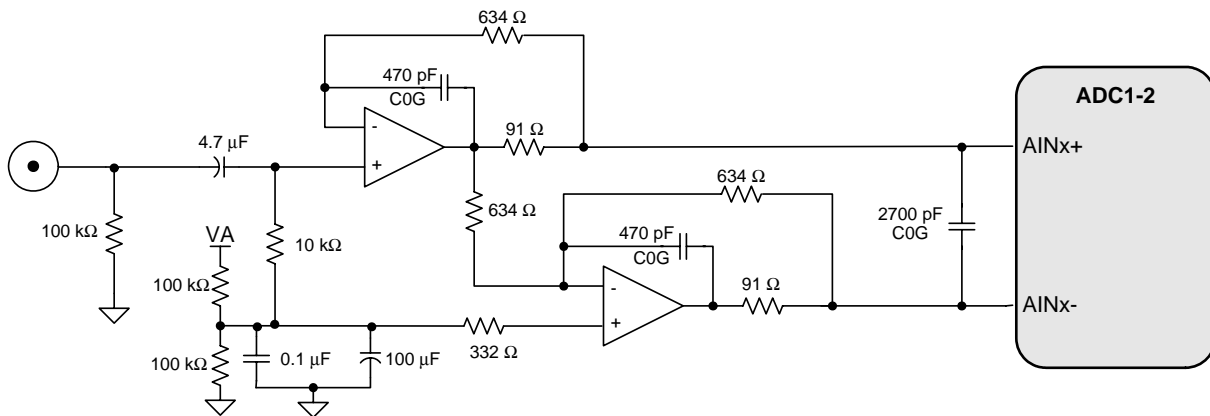 634 Ω
470 pF
C0G
-
+
91 Ω
4.7 µF
100 kΩ
VA
10 kΩ
634 Ω
634 Ω
470 pF
C0G
-
+
91 Ω
100 kΩ
100 kΩ
0.1 µF
100 µF
332 Ω
2700 pF
C0G
ADC1-2
AINx+
AINx-